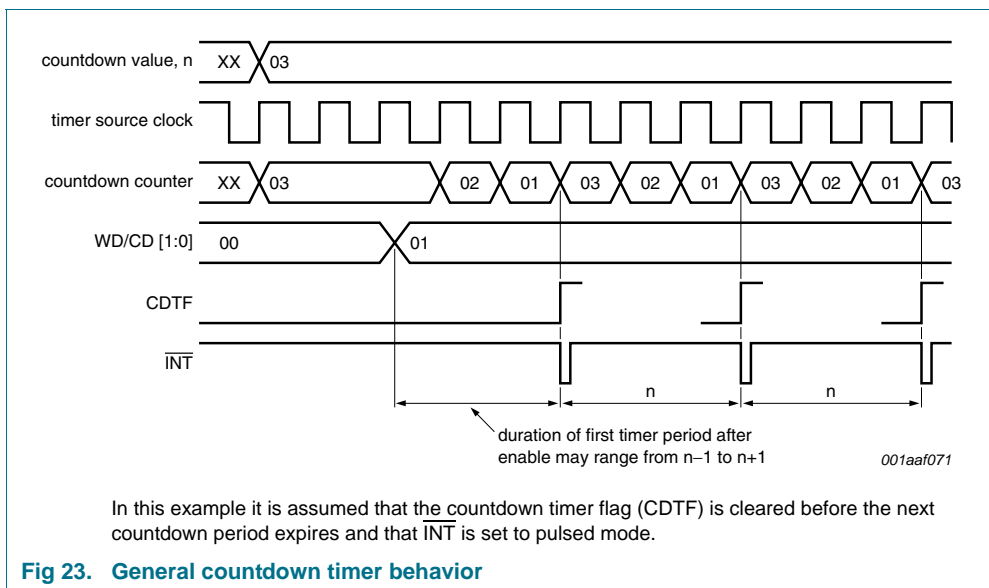 countdown value, n XX 03
timer source clock
countdown counter XX 03 02 01 03 02 01 03 02 01 03
WD/CD [1:0] 00 01
CDTF
INT
n n
duration of first timer period after
enable may range from n−1 to n+1
001aaf071
In this example it is assumed that the countdown timer flag (CDTF) is cleared before the next
countdown period expires and that INT is set to pulsed mode.
Fig 23. General countdown timer behavior